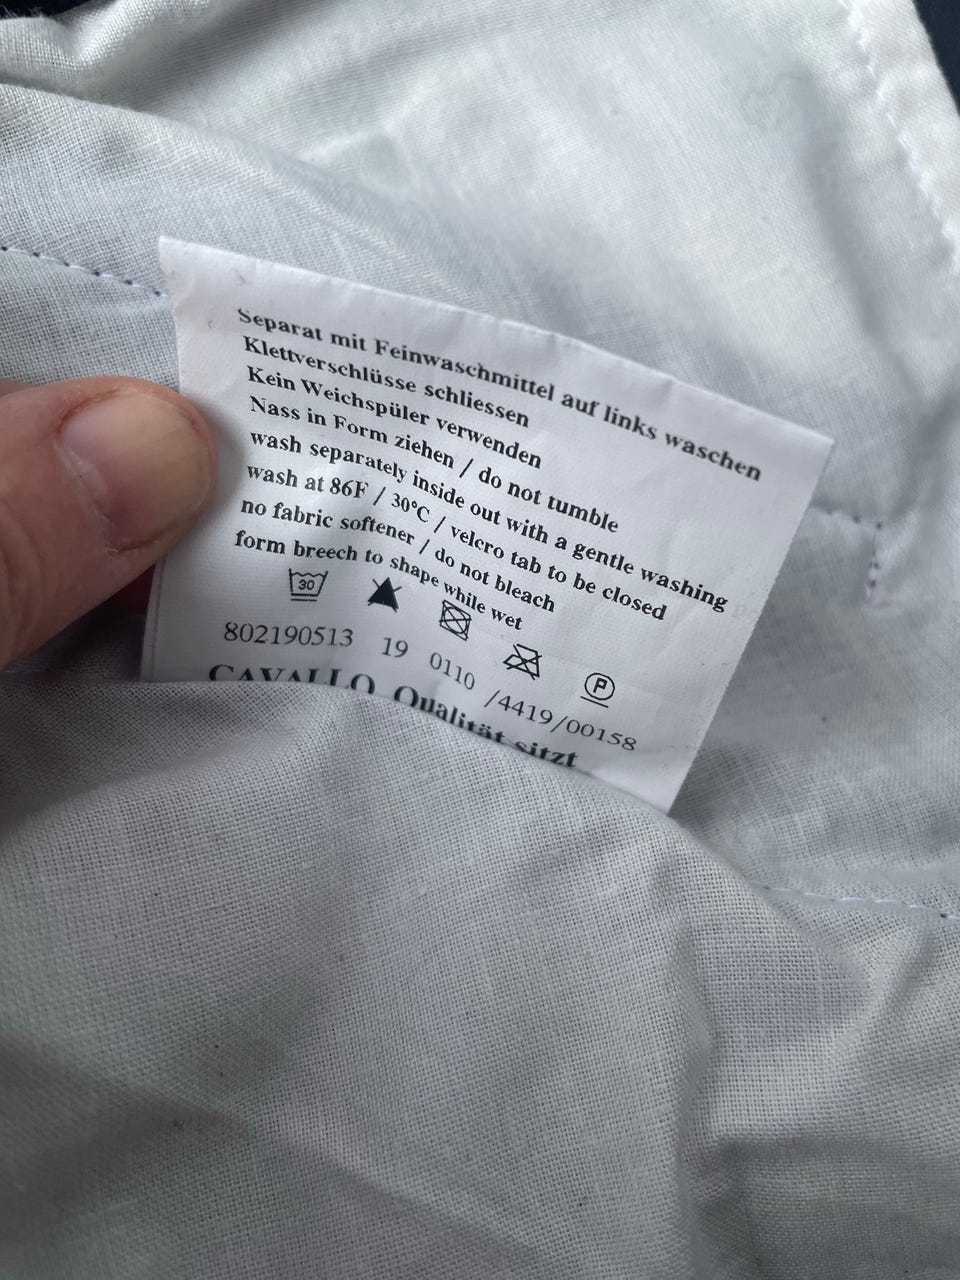 Separat mit Feinwaschmittel auf links waschen
Klettverschlüsse schliessen
Kein Weichspüler verwenden
Nass in Form ziehen / do not tumble
wash separately inside out with a gentle washing
wash at 86F / 30°C / velcro tab to be closed
no fabric softener / do not bleach
form breech to shape while wet
30 P
802190513 19 0110 /4419/00158
CAVALLO Qualität sitzt